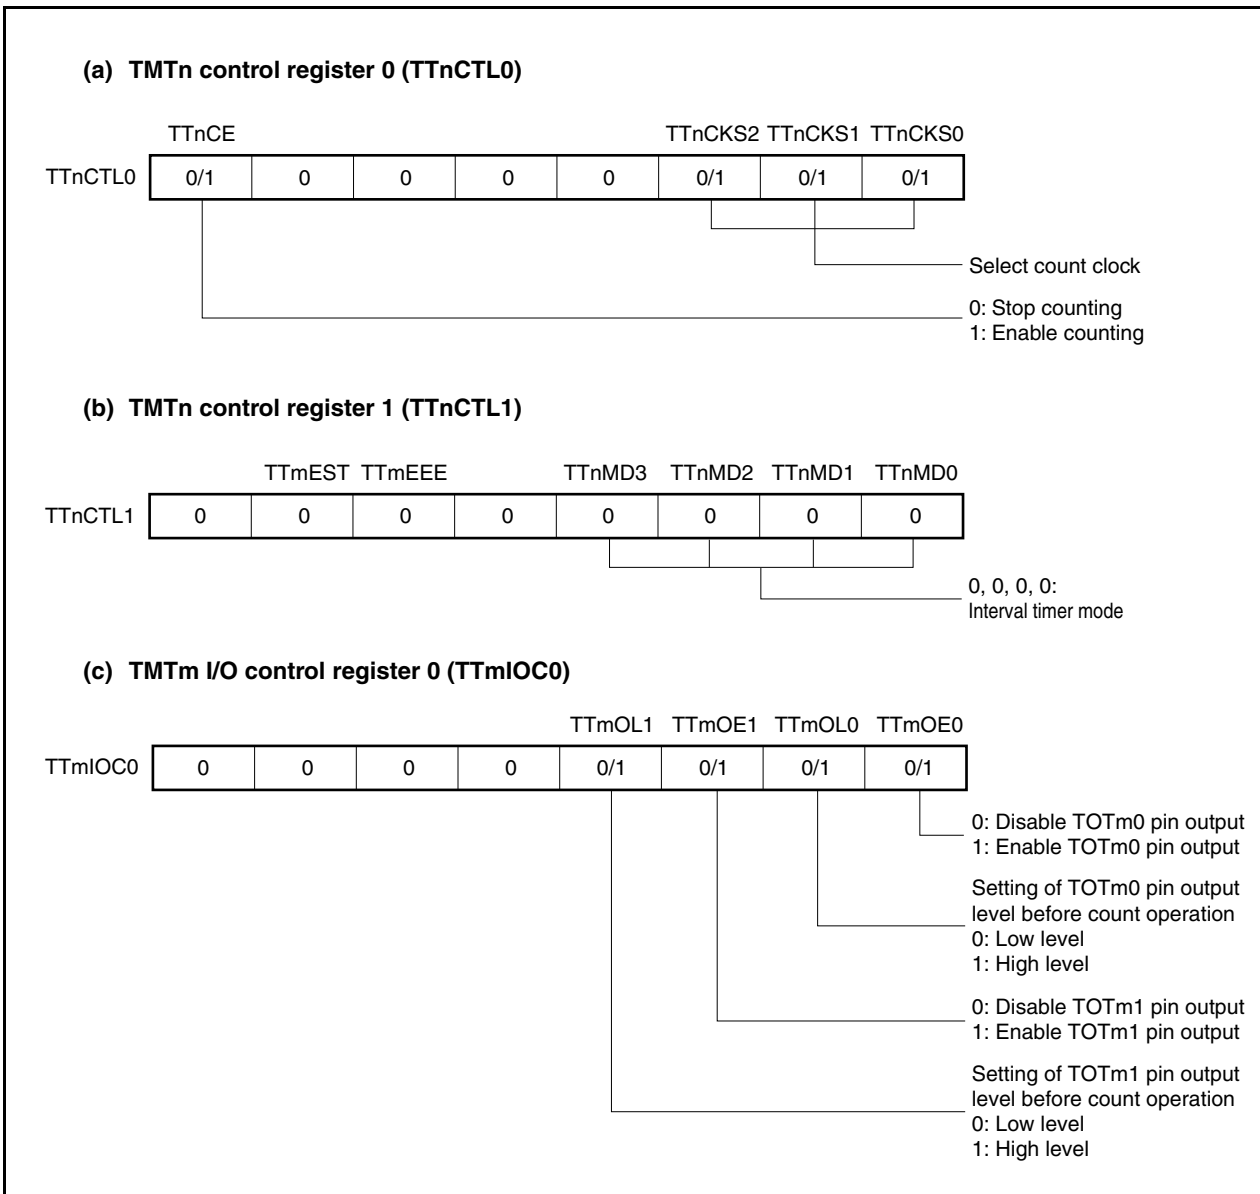 (a) TMTn control register 0 (TTnCTL0)
TTnCE TTnCKS2 TTnCKS1 TTnCKS0
TTnCTL0 0/1 0 0 0 0 0/1 0/1 0/1
Select count clock
0: Stop counting
1: Enable counting
(b) TMTn control register 1 (TTnCTL1)
TTmEST TTmEEE TTnMD3 TTnMD2 TTnMD1 TTnMD0
TTnCTL1 0 0 0 0 0 0 0 0
0, 0, 0, 0:
Interval timer mode
(c) TMTm I/O control register 0 (TTmIOC0)
TTmOL1 TTmOE1 TTmOL0 TTmOE0
TTmIOC0 0 0 0 0 0/1 0/1 0/1 0/1
0: Disable TOTm0 pin output
1: Enable TOTm0 pin output
Setting of TOTm0 pin output
level before count operation
0: Low level
1: High level
0: Disable TOTm1 pin output
1: Enable TOTm1 pin output
Setting of TOTm1 pin output
level before count operation
0: Low level
1: High level